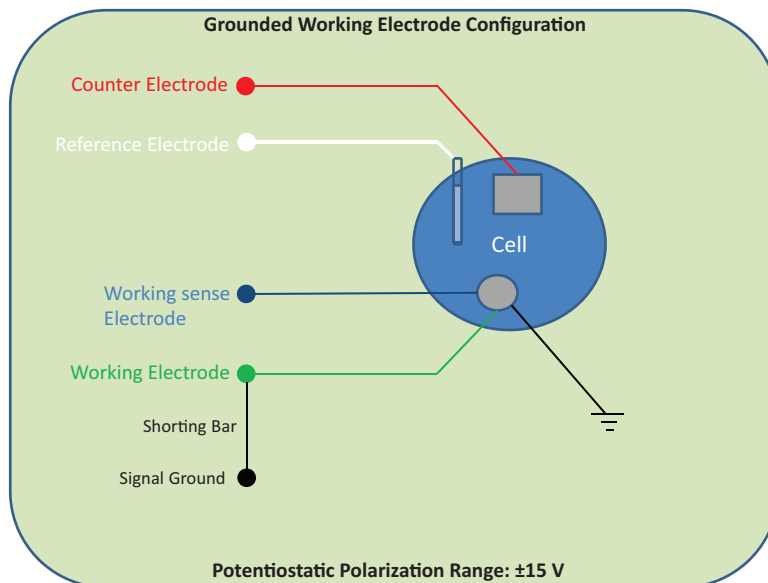 Grounded Working Electrode Configuration
Counter Electrode
Reference Electrode
Cell
Working sense
Electrode
Working Electrode
Shorting Bar
Signal Ground
Potentiostatic Polarization Range: ±15 V